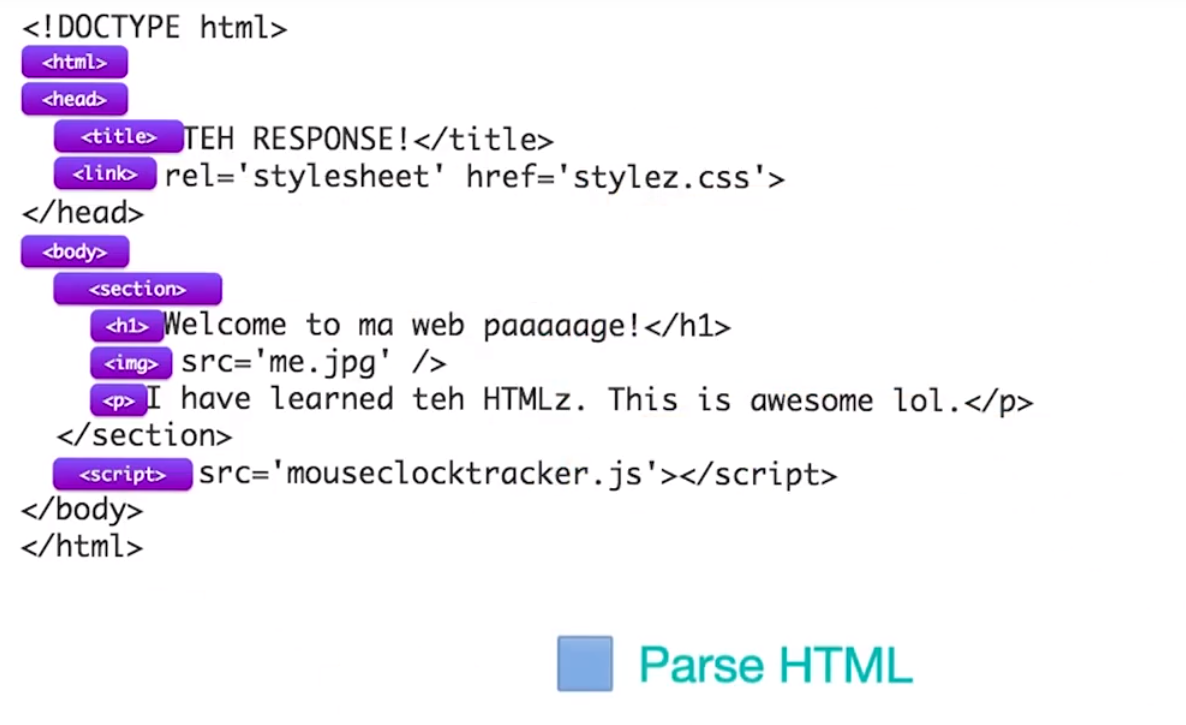 <!DOCTYPE html>
<html>
<head>
<title>TEH RESPONSE!</title>
<link> rel='stylesheet' href='stylez.css'>
</head>
<body>
<section>
<h1>Welcome to ma web paaaaage!</h1>
<img> src='me.jpg' />
<p>I have learned teh HTMLz. This is awesome lol.</p>
</section>
<script> src='mouseclocktracker.js'></script>
</body>
</html>
Parse HTML